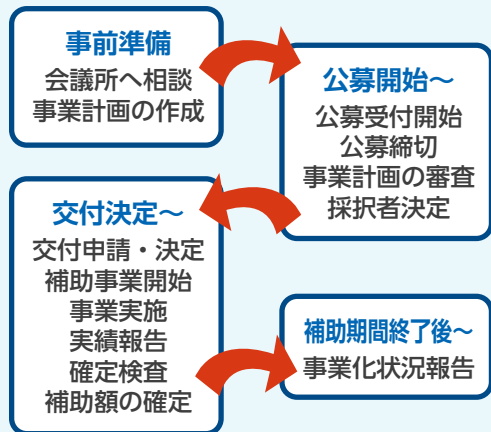 事前準備
会議所へ相談
事業計画の作成
公募開始～
公募受付開始
公募締切
事業計画の審査
採択者決定
交付決定～
交付申請・決定
補助事業開始
事業実施
実績報告
確定検査
補助額の確定
補助期間終了後～
事業化状況報告